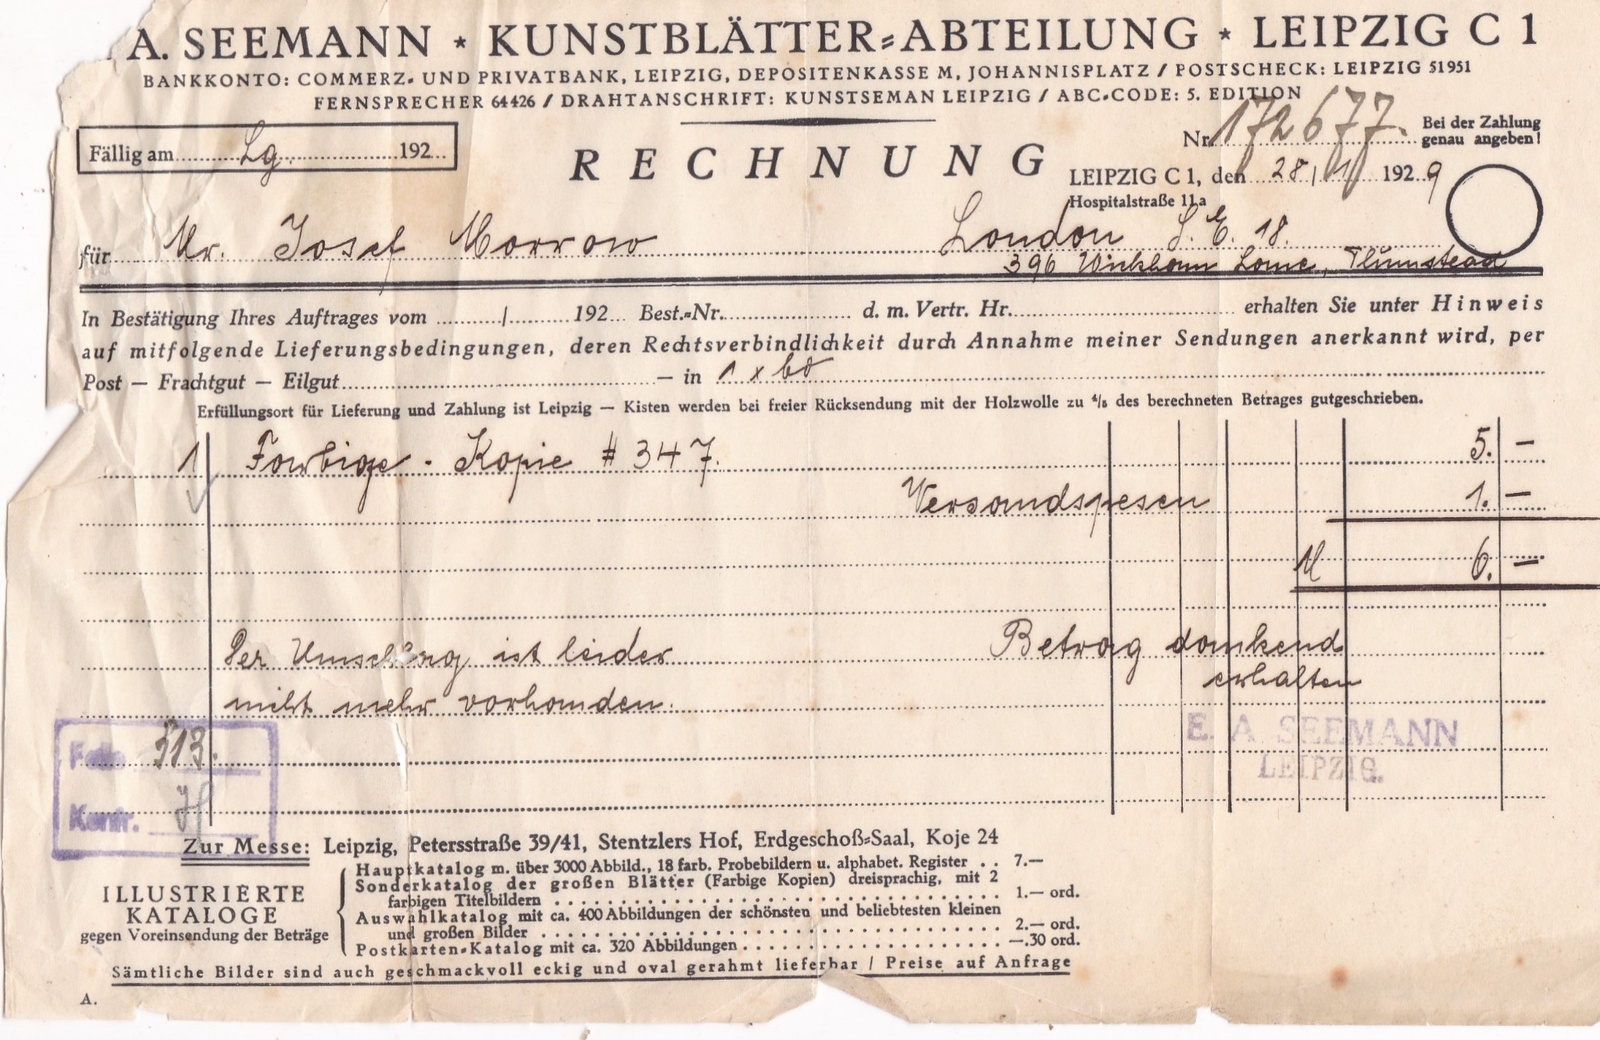 A. SEEMANN * KUNSTBLÄTTER-ABTEILUNG * LEIPZIG C 1
BANKKONTO: COMMERZ- UND PRIVATBANK, LEIPZIG, DEPOSITENKASSE M, JOHANNISPLATZ / POSTSCHECK: LEIPZIG 51951
FERNSPRECHER 64426 / DRAHTANSCHRIFT: KUNSTSEMAN LEIPZIG / ABC-CODE: 5. EDITION
Nr. 172677. Bei der Zahlung genau angeben!
Fällig am Lg. 192
RECHNUNG
LEIPZIG C 1, den 28/ 1929
Hospitalstraße 11a
für Mr. Josef Morrow London S. E. 18.
396 Wickham Lane, Plumstead
In Bestätigung Ihres Auftrages vom / 192 Best.-Nr. d. m. Vertr. Hr. erhalten Sie unter Hinweis
auf mitfolgende Lieferungsbedingungen, deren Rechtsverbindlichkeit durch Annahme meiner Sendungen anerkannt wird, per
Post — Frachtgut — Eilgut — in 1 x
Erfüllungsort für Lieferung und Zahlung ist Leipzig — Kisten werden bei freier Rücksendung mit der Holzwolle zu 4/5 des berechneten Betrages gutgeschrieben.
1 Farbige - Kopie # 347. 5. —
Versandspesen 1. —
M 6. —
Der Umschlag ist leider
nicht mehr vorhanden.
Betrag dankend
erhalten
E. A. SEEMANN
LEIPZIG.
313.
Kontr.
Zur Messe: Leipzig, Petersstraße 39/41, Stentzlers Hof, Erdgeschoß-Saal, Koje 24
ILLUSTRIERTE
KATALOGE
gegen Voreinsendung der Beträge
Hauptkatalog m. über 3000 Abbild., 18 farb. Probebildern u. alphabet. Register . . 7.—
Sonderkatalog der großen Blätter (Farbige Kopien) dreisprachig, mit 2
farbigen Titelbildern . . . 1.— ord.
Auswahlkatalog mit ca. 400 Abbildungen der schönsten und beliebtesten kleinen
und großen Bilder . . . 2.— ord.
Postkarten-Katalog mit ca. 320 Abbildungen . . . —.30 ord.
Sämtliche Bilder sind auch geschmackvoll eckig und oval gerahmt lieferbar / Preise auf Anfrage
A.